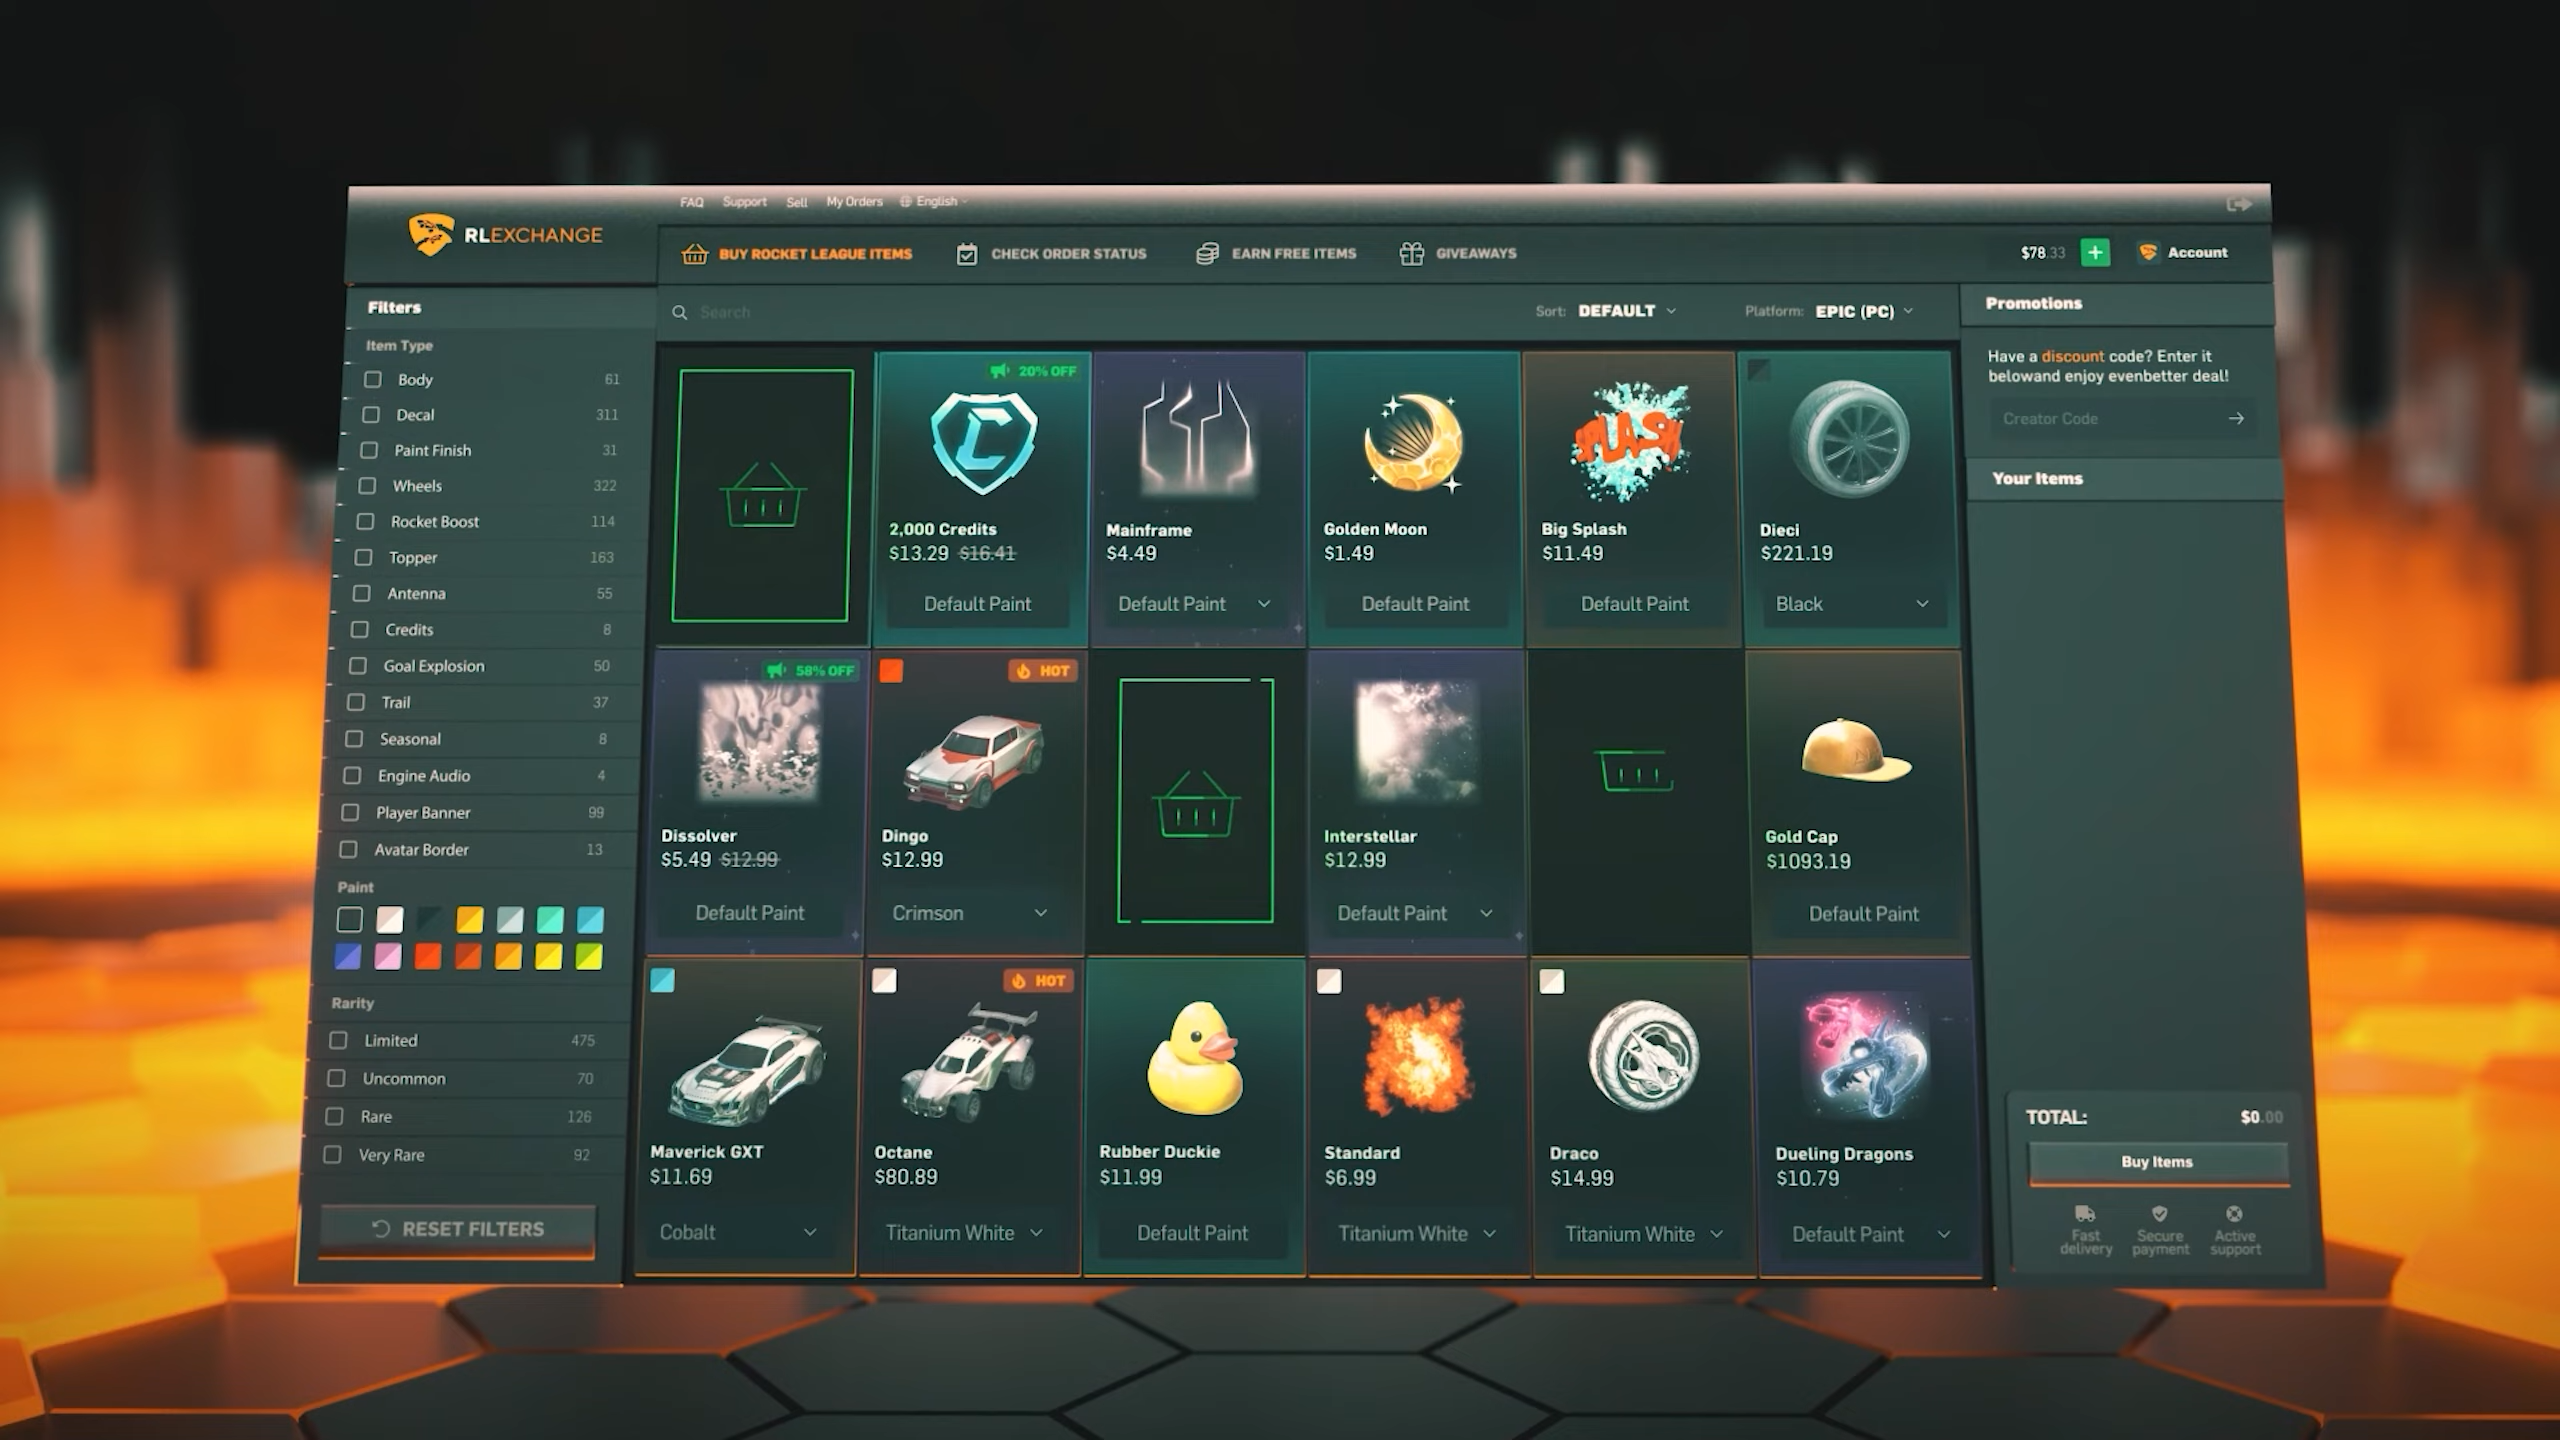 FAQ Support Sell My Orders English
RLEXCHANGE
BUY ROCKET LEAGUE ITEMS CHECK ORDER STATUS EARN FREE ITEMS GIVEAWAYS
$78.33 + Account
Filters
Search
Sort: DEFAULT
Platform: EPIC (PC)
Item Type
Body 61
Decal 311
Paint Finish 31
Wheels 322
Rocket Boost 114
Topper 163
Antenna 55
Credits 8
Goal Explosion 50
Trail 37
Seasonal 8
Engine Audio 4
Player Banner 99
Avatar Border 13
Paint
Rarity
Limited 475
Uncommon 70
Rare 126
Very Rare 92
RESET FILTERS
20% OFF
C
2,000 Credits
$13.29 $16.41
Default Paint
Mainframe
$4.49
Default Paint
Golden Moon
$1.49
Default Paint
SPLASH
Big Splash
$11.49
Default Paint
Dieci
$221.19
Black
58% OFF
Dissolver
$5.49 $12.99
Default Paint
HOT
Dingo
$12.99
Crimson
Interstellar
$12.99
Default Paint
Gold Cap
$1093.19
Default Paint
Maverick GXT
$11.69
Cobalt
HOT
Octane
$80.89
Titanium White
Rubber Duckie
$11.99
Default Paint
Standard
$6.99
Titanium White
Draco
$14.99
Titanium White
Dueling Dragons
$10.79
Default Paint
Promotions
Have a discount code? Enter it
belowand enjoy evenbetter deal!
Creator Code
Your Items
TOTAL: $0.00
Buy Items
Fast
delivery
Secure
payment
Active
support